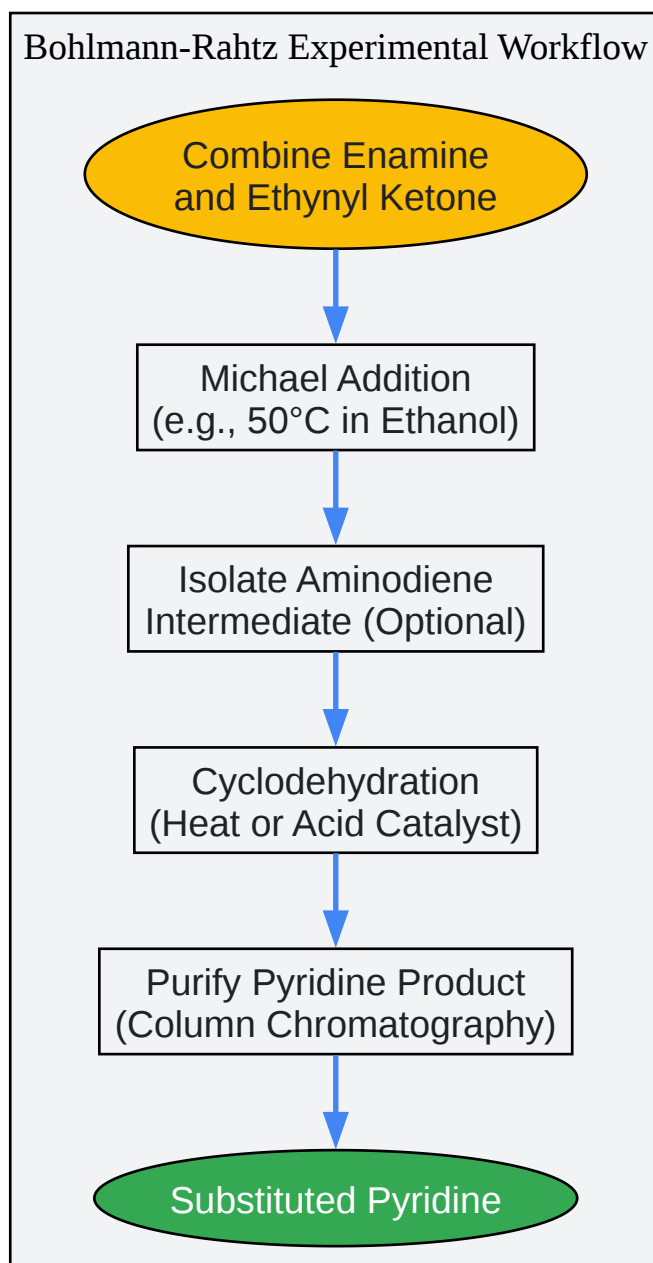 Bohlmann-Rahtz Experimental Workflow
Combine Enamine
and Ethynyl Ketone
Michael Addition
(e.g., 50°C in Ethanol)
Isolate Aminodiene
Intermediate (Optional)
Cyclodehydration
(Heat or Acid Catalyst)
Purify Pyridine Product
(Column Chromatography)
Substituted Pyridine